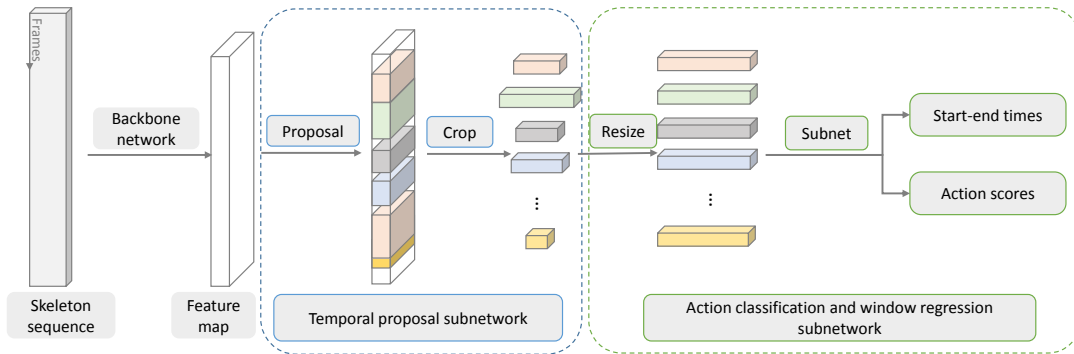 Frames
Skeleton
sequence
Backbone
network
Feature
map
Proposal
Crop
Temporal proposal subnetwork
Resize
Subnet
Start-end times
Action scores
Action classification and window regression
subnetwork